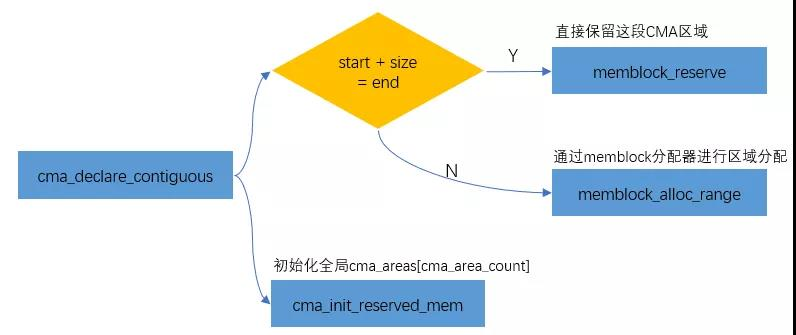 直接保留这段CMA区域
start + size
= end
Y
memblock_reserve
cma_declare_contiguous
N
通过memblock分配器进行区域分配
memblock_alloc_range
初始化全局cma_areas[cma_area_count]
cma_init_reserved_mem